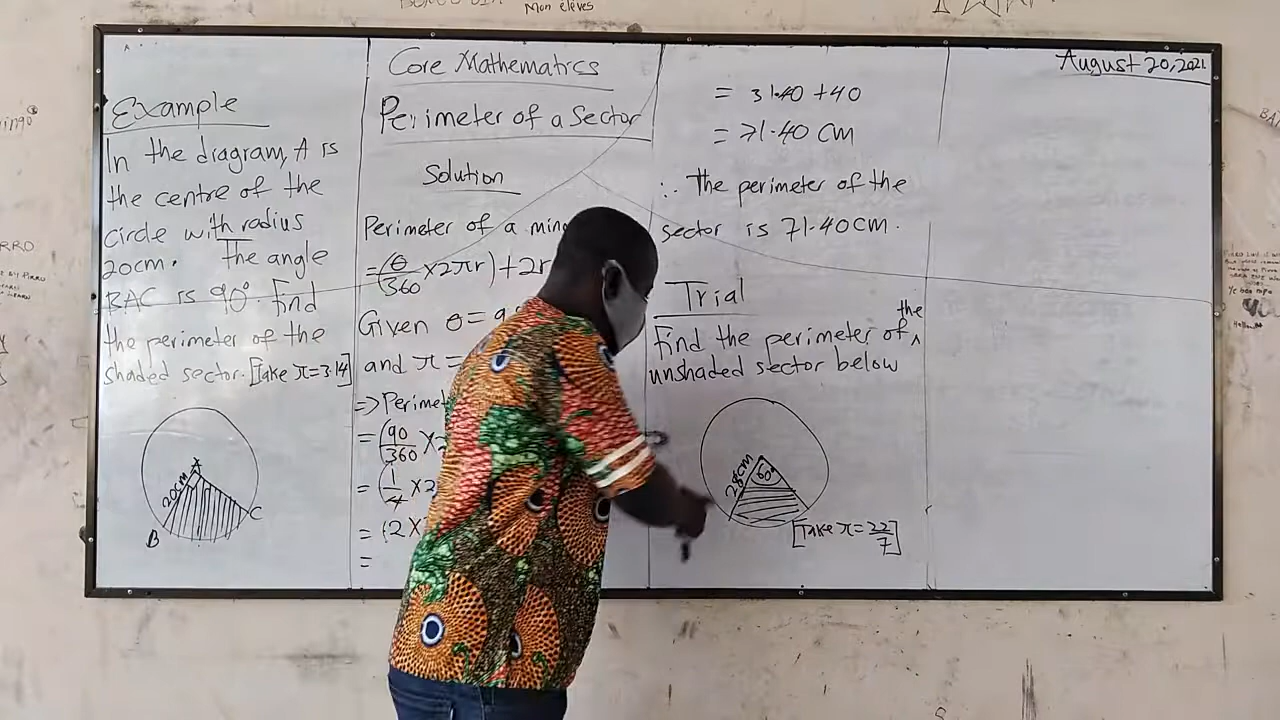 Mon élèves
August 20, 2021
Core Mathematics
Perimeter of a Sector
Example
In the diagram, A is
the centre of the
circle with radius
20cm. The angle
BAC is 90°. Find
the perimeter of the
shaded sector. [Take π=3.14]
A
20cm
B
C
Solution
Perimeter of a
= (θ/360 × 2πr) + 2r
Given θ =
and π =
=> Perime
= (90/360 ×
= (1/4 × 2
= (2 ×
=
= 31.40 + 40
= 71.40 cm
∴ The perimeter of the
sector is 71.40cm.
Trial
Find the perimeter of the
unshaded sector below
28cm
60°
[Take π = 22/7]